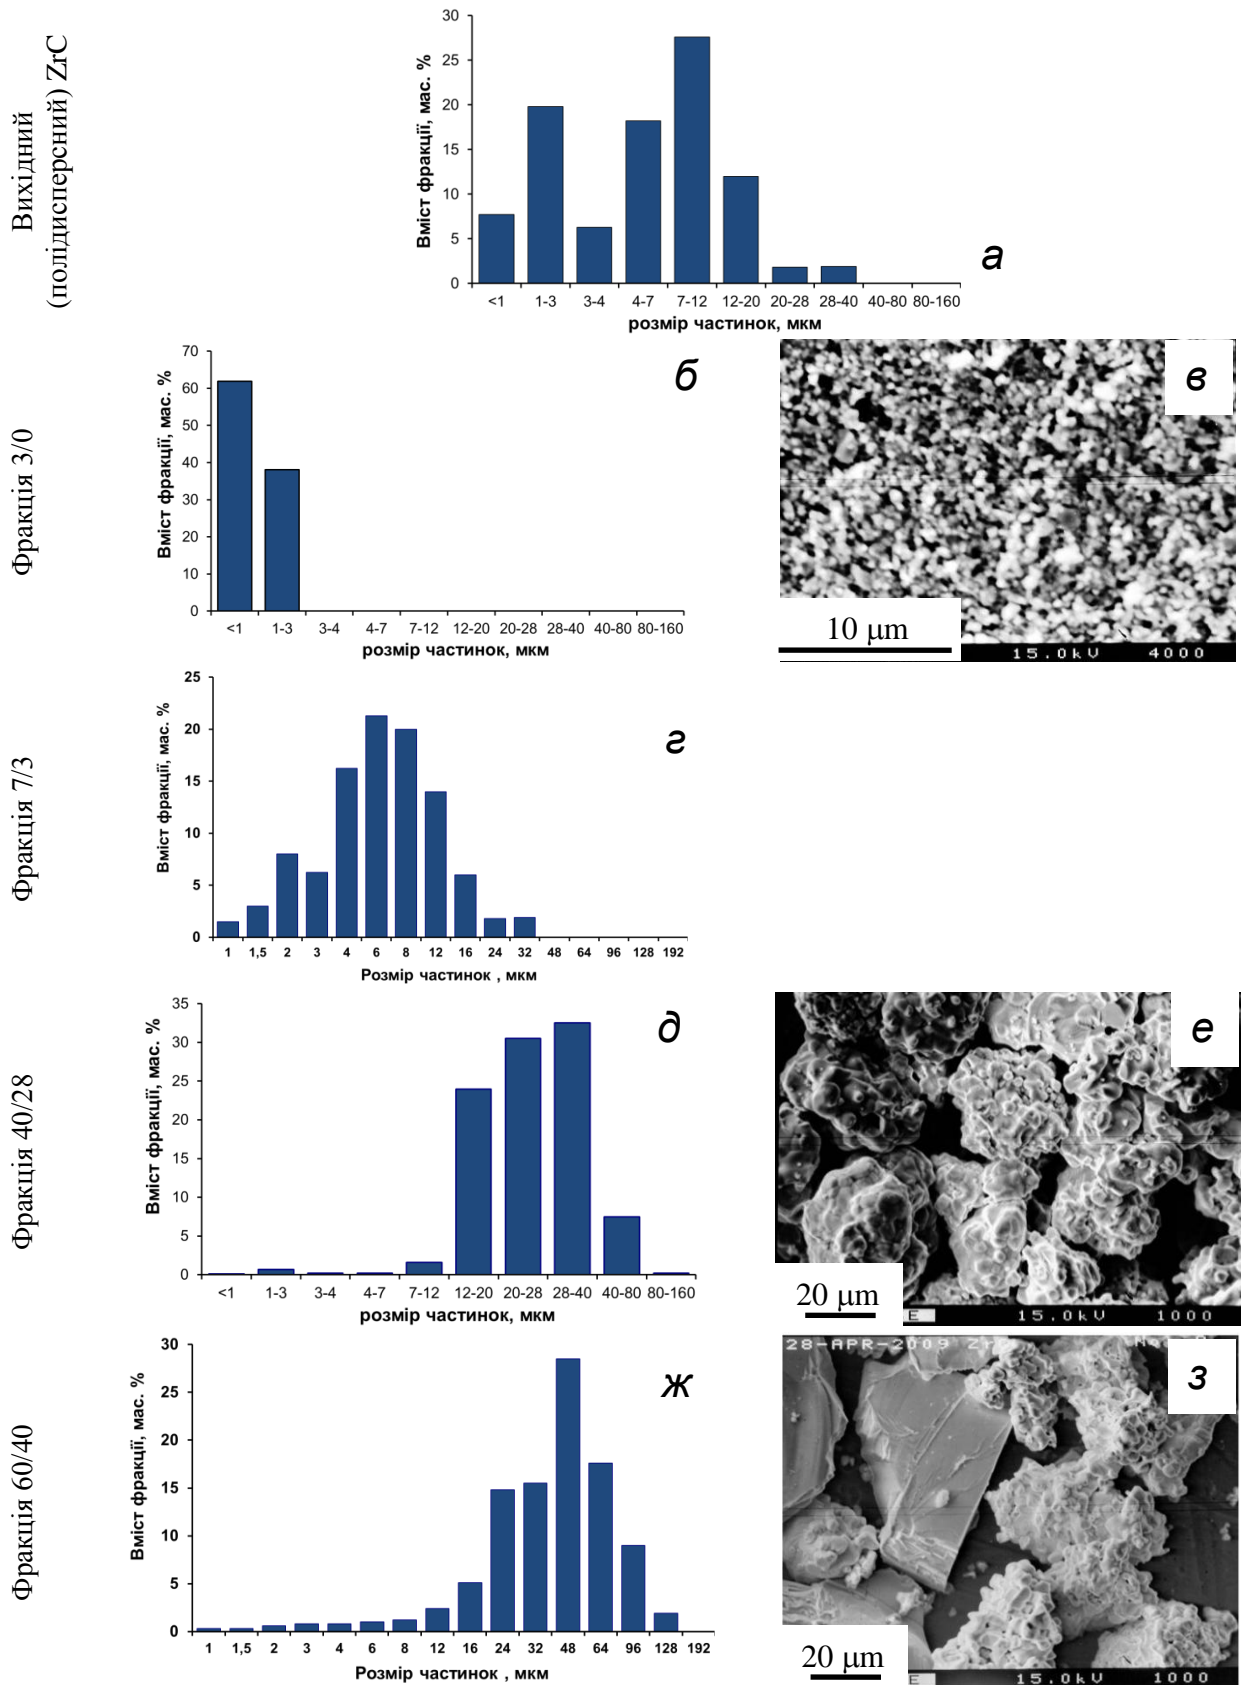 Вихідний
(полідисперсний) ZrC
Вміст фракції, мас. %
30
25
20
15
10
5
0
<1 1-3 3-4 4-7 7-12 12-20 20-28 28-40 40-80 80-160
розмір частинок, мкм
а
Фракція 3/0
Вміст фракції, мас. %
70
60
50
40
30
20
10
0
<1 1-3 3-4 4-7 7-12 12-20 20-28 28-40 40-80 80-160
розмір частинок, мкм
б
в
10 μm
15.0kV 4000
Фракція 7/3
Вміст фракції, мас. %
25
20
15
10
5
0
1 1,5 2 3 4 6 8 12 16 24 32 48 64 96 128 192
Розмір частинок , мкм
г
Фракція 40/28
Вміст фракції, мас. %
35
30
25
20
15
10
5
0
<1 1-3 3-4 4-7 7-12 12-20 20-28 28-40 40-80 80-160
розмір частинок, мкм
д
е
20 μm
E 15.0kV 1000
Фракція 60/40
Вміст фракції, мас. %
30
25
20
15
10
5
0
1 1,5 2 3 4 6 8 12 16 24 32 48 64 96 128 192
Розмір частинок , мкм
ж
28-APR-2009
з
20 μm
E 15.0kV 1000